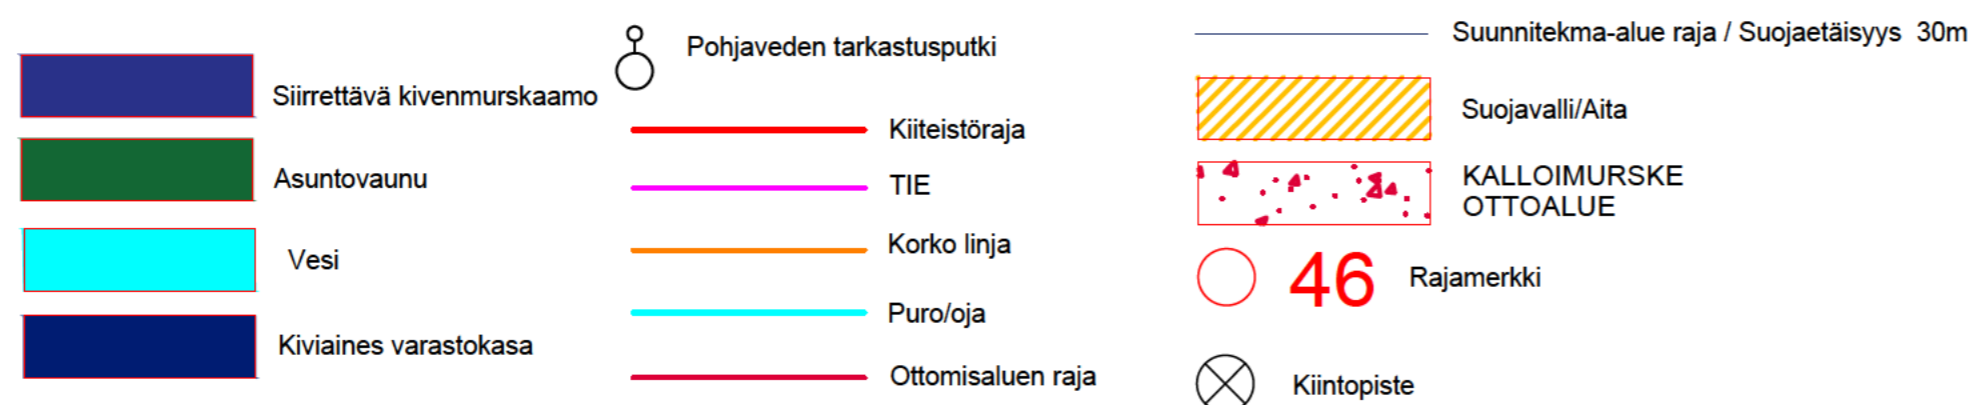 Siirrettävä kivenmurskaamo
Asuntovaunu
Vesi
Kiviaines varastokasa
Pohjaveden tarkastusputki
Kiiteistöraja
TIE
Korko linja
Puro/oja
Ottomisaluen raja
Suunnitekma-alue raja / Suojaetäisyys 30m
Suojavalli/Aita
KALLOIMURSKE
OTTOALUE
46 Rajamerkki
Kiintopiste